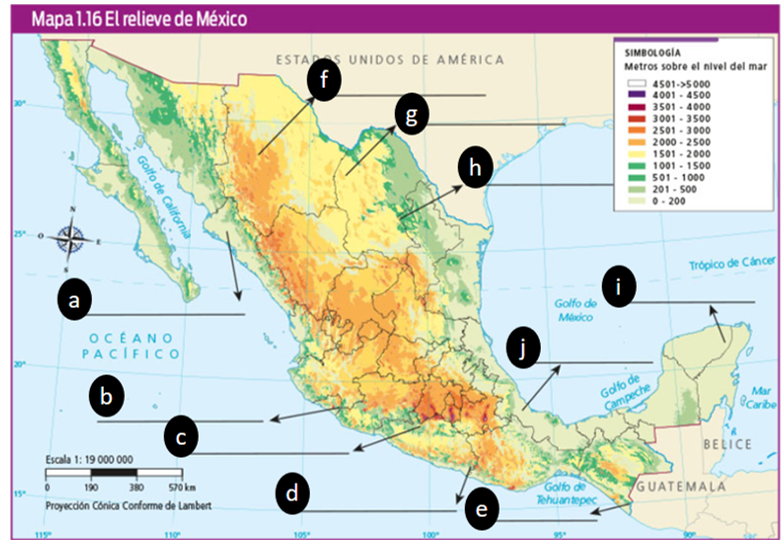 Mapa 1.16 El relieve de México
ESTADOS UNIDOS DE AMÉRICA
SIMBOLOGÍA
Metros sobre el nivel del mar
4501->5000
4001 - 4500
3501 - 4000
3001 - 3500
2501 - 3000
2000 - 2500
1501 - 2000
1001 - 1500
501 - 1000
201 - 500
0 - 200
f
g
h
30°
30°
Golfo de California
N
O
E
S
25°
25°
Trópico de Cáncer
a
i
Golfo de
México
OCÉANO
PACÍFICO
j
20°
20°
Golfo de
Campeche
Mar
Caribe
b
c
BELICE
Escala 1: 19 000 000
0 190 380 570 km
Proyección Cónica Conforme de Lambert
d
e
Golfo de
Tehuantepec
GUATEMALA
15°
15°
115°
110°
105°
100°
95°
90°